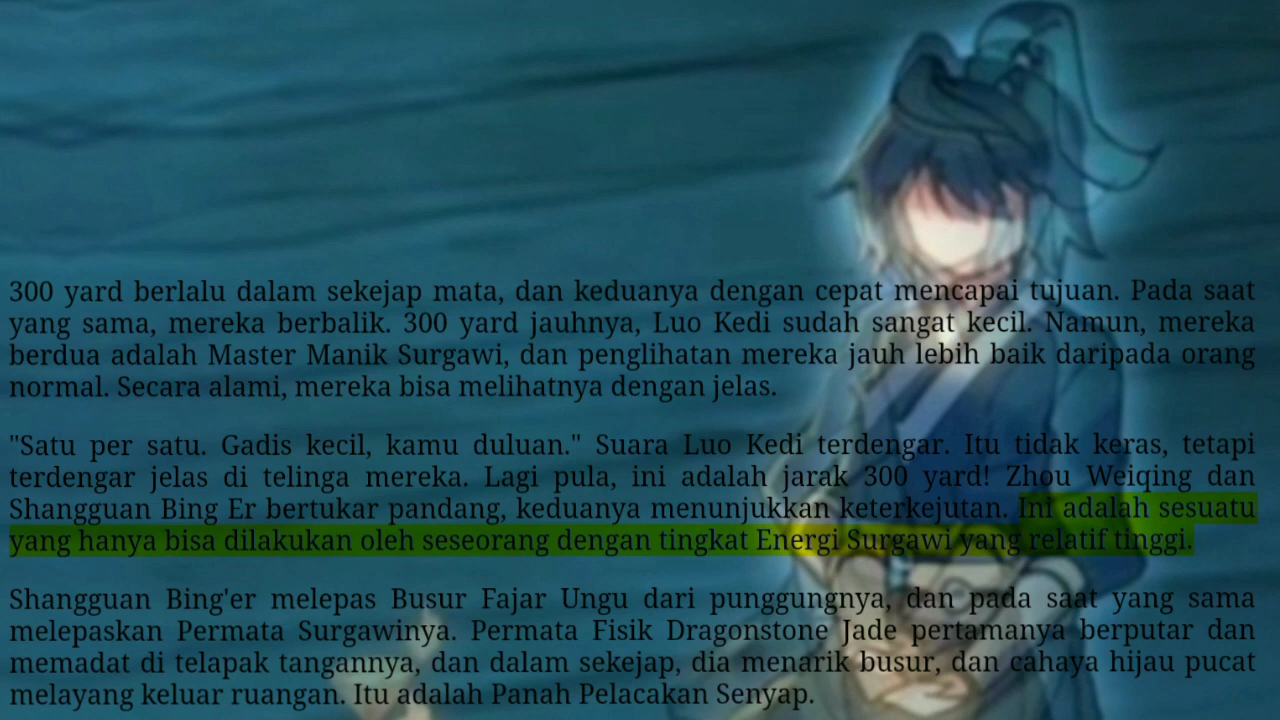 300 yard berlalu dalam sekejap mata, dan keduanya dengan cepat mencapai tujuan. Pada saat
yang sama, mereka berbalik. 300 yard jauhnya, Luo Kedi sudah sangat kecil. Namun, mereka
berdua adalah Master Manik Surgawi, dan penglihatan mereka jauh lebih baik daripada orang
normal. Secara alami, mereka bisa melihatnya dengan jelas.
"Satu per satu. Gadis kecil, kamu duluan." Suara Luo Kedi terdengar. Itu tidak keras, tetapi
terdengar jelas di telinga mereka. Lagi pula, ini adalah jarak 300 yard! Zhou Weiqing dan
Shangguan Bing Er bertukar pandang, keduanya menunjukkan keterkejutan. Ini adalah sesuatu
yang hanya bisa dilakukan oleh seseorang dengan tingkat Energi Surgawi yang relatif tinggi.
Shangguan Bing'er melepas Busur Fajar Ungu dari punggungnya, dan pada saat yang sama
melepaskan Permata Surgawinya. Permata Fisik Dragonstone Jade pertamanya berputar dan
memadat di telapak tangannya, dan dalam sekejap, dia menarik busur, dan cahaya hijau pucat
melayang keluar ruangan. Itu adalah Panah Pelacakan Senyap.